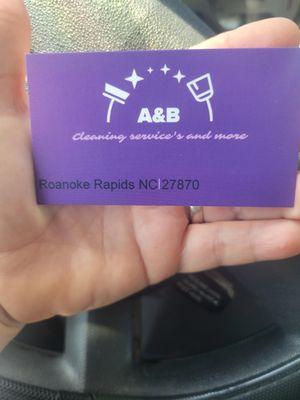 A&B
Cleaning service's and more
Roanoke Rapids NC 27870